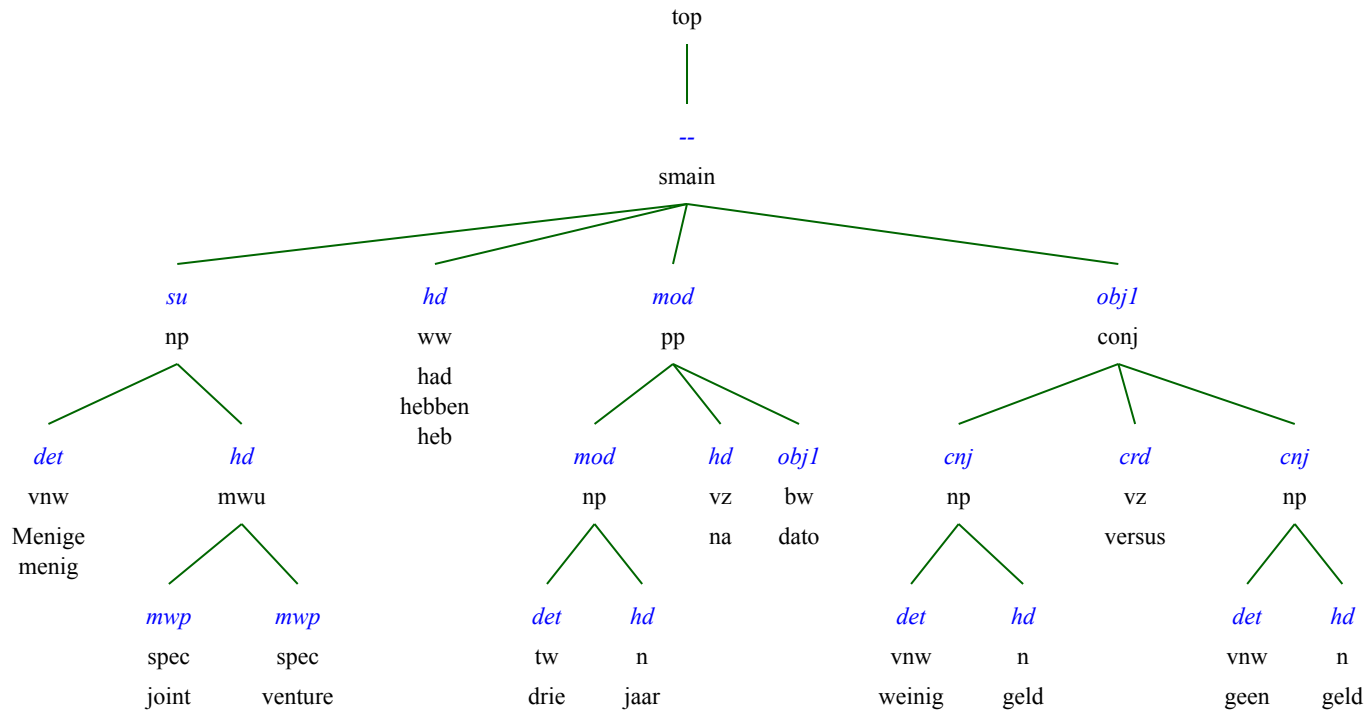 top
--
smain
su hd mod obj1
np ww pp conj
had
hebben
heb
det hd mod hd obj1 cnj crd cnj
vnw mwu np vz bw np vz np
Menige na dato versus
menig
mwp mwp det hd det hd det hd
spec spec tw n vnw n vnw n
joint venture drie jaar weinig geld geen geld